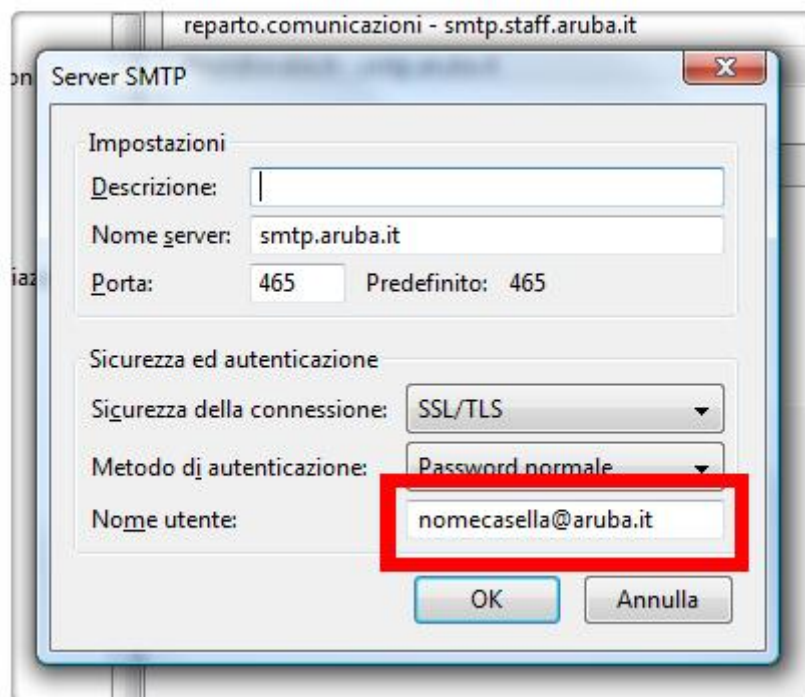 reparto.comunicazioni - smtp.staff.aruba.it
on
Server SMTP
Impostazioni
Descrizione:
Nome server: smtp.aruba.it
iaz
Porta: 465 Predefinito: 465
Sicurezza ed autenticazione
Sicurezza della connessione: SSL/TLS
Metodo di autenticazione: Password normale
Nome utente: nomecasella@aruba.it
OK Annulla